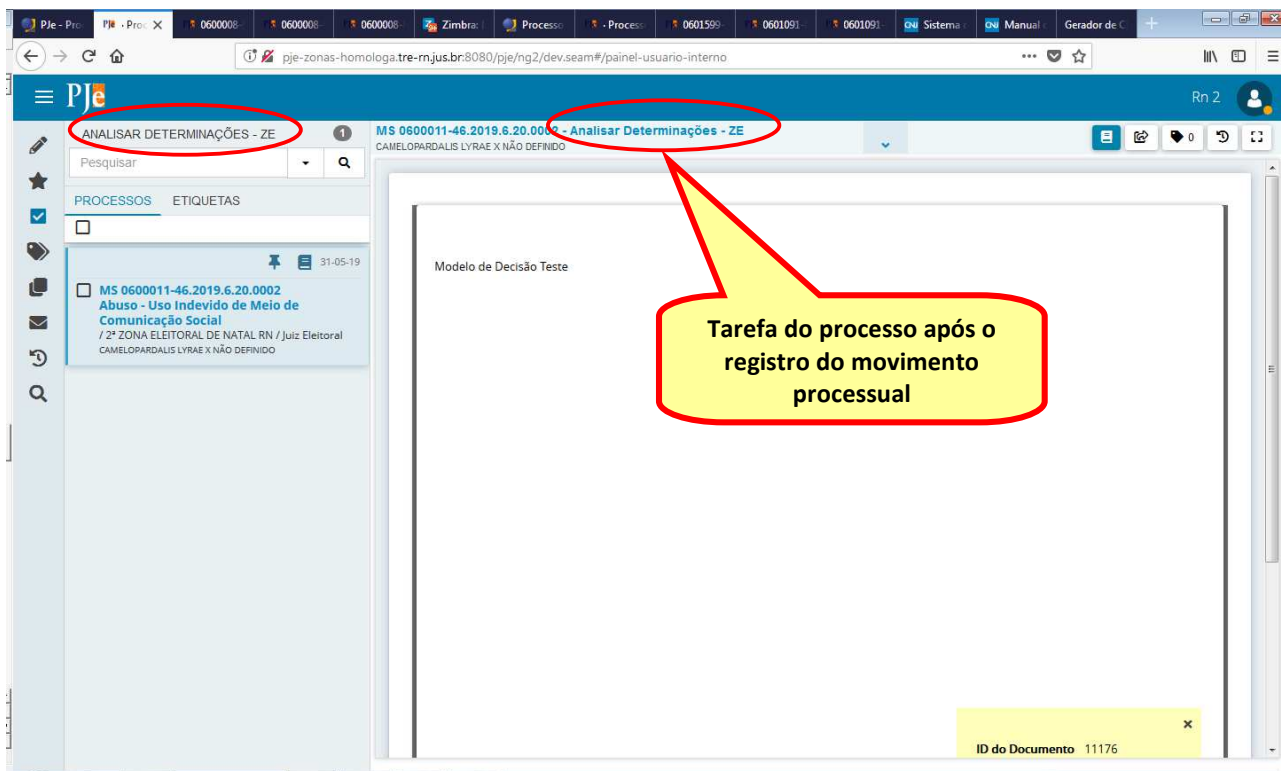 PJe - Pro
PJe - Proc
0600008-
0600008-
0600008-
Zimbra:
Processo
- Process
0601599-
0601091-
0601091-
Sistema
Manual
Gerador de C
pje-zonas-homologa.tre-rn.jus.br:8080/pje/ng2/dev.seam#/painel-usuario-interno
PJe
Rn 2
ANALISAR DETERMINAÇÕES - ZE
1
Pesquisar
PROCESSOS ETIQUETAS
31-05-19
MS 0600011-46.2019.6.20.0002
Abuso - Uso Indevido de Meio de
Comunicação Social
/ 2ª ZONA ELEITORAL DE NATAL RN / Juiz Eleitoral
CAMELOPARDALIS LYRAE X NÃO DEFINIDO
MS 0600011-46.2019.6.20.0002 - Analisar Determinações - ZE
CAMELOPARDALIS LYRAE X NÃO DEFINIDO
0
Modelo de Decisão Teste
Tarefa do processo após o
registro do movimento
processual
ID do Documento 11176